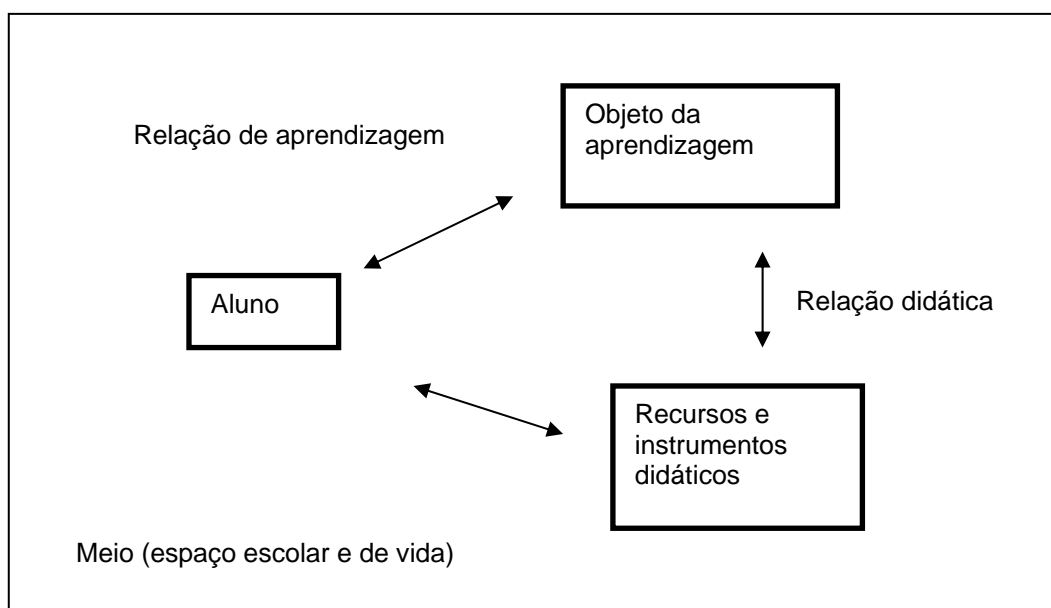 Relação de aprendizagem
Objeto da
aprendizagem
Aluno
Relação didática
Recursos e
instrumentos
didáticos
Meio (espaço escolar e de vida)